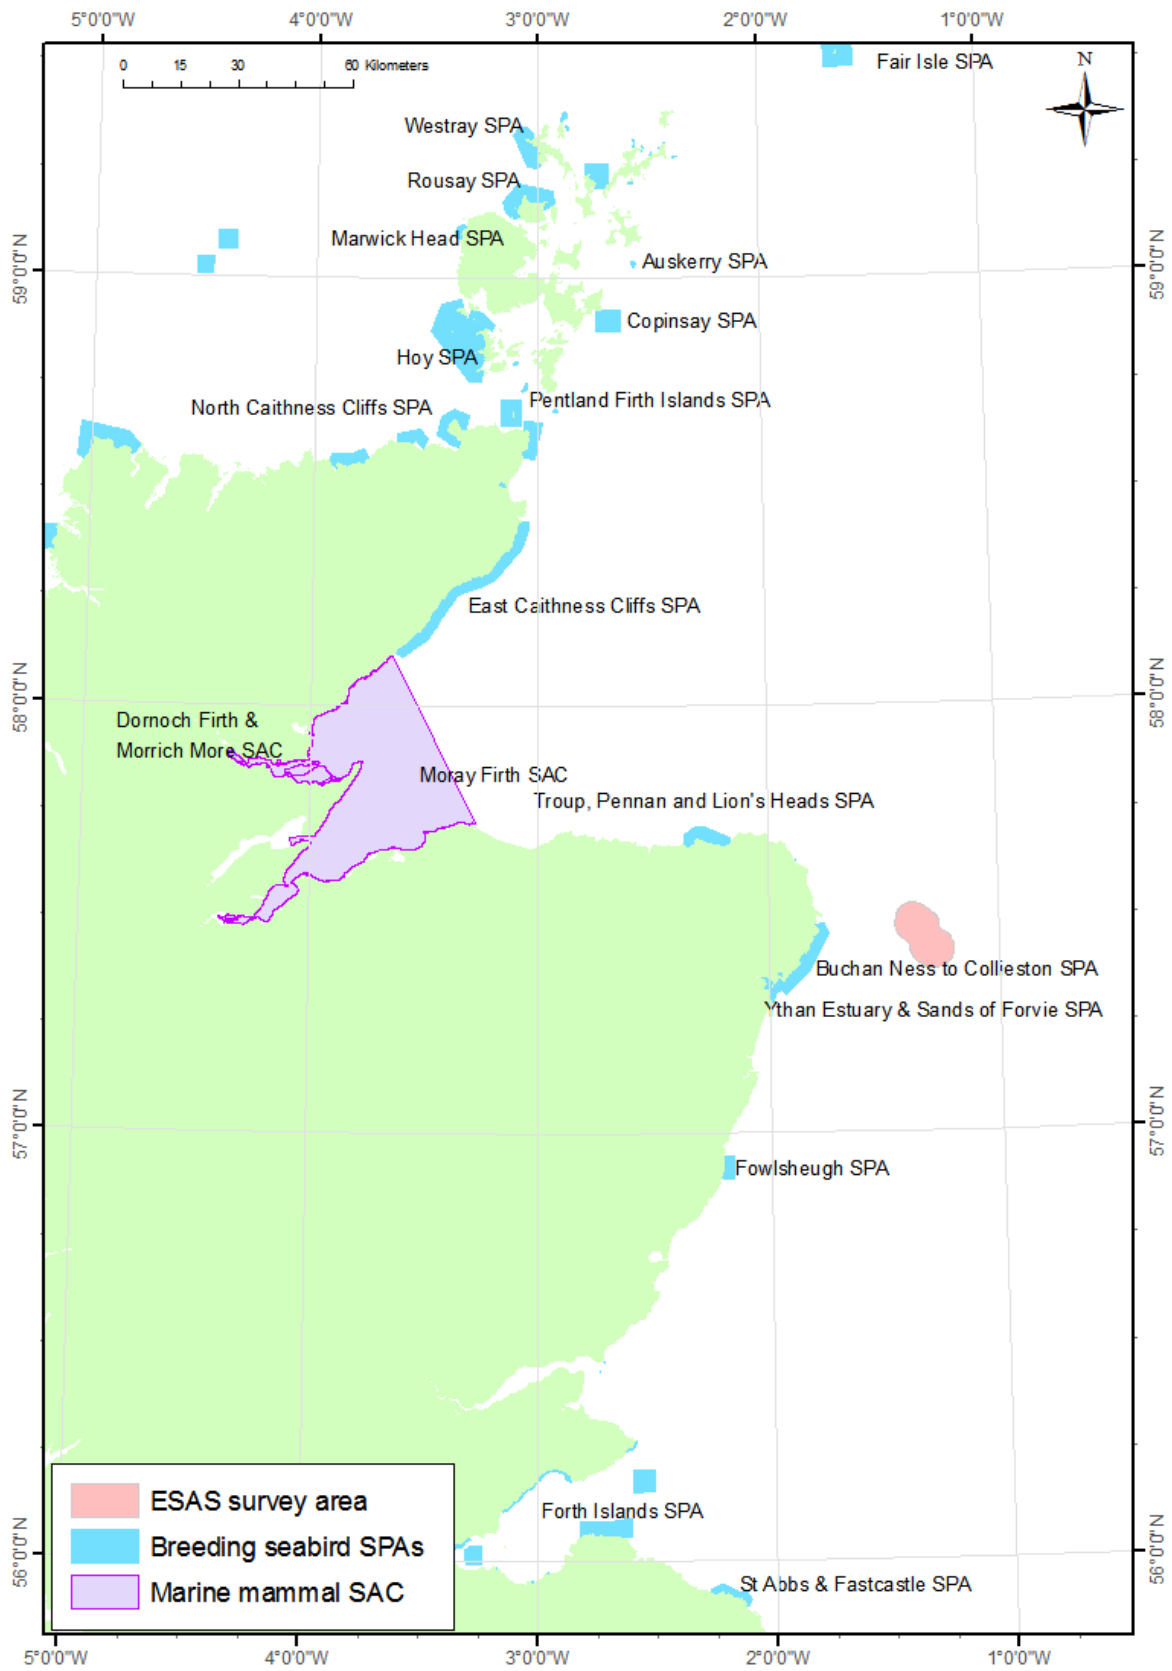 5°0'0"W 4°0'0"W 3°0'0"W 2°0'0"W 1°0'0"W
0 15 30 60 Kilometers
N
Fair Isle SPA
Westray SPA
Rousay SPA
Marwick Head SPA
59°0'0"N
Auskerry SPA
59°0'0"N
Copinsay SPA
Hoy SPA
Pentland Firth Islands SPA
North Caithness Cliffs SPA
East Caithness Cliffs SPA
58°0'0"N
58°0'0"N
Dornoch Firth &
Morrich More SAC
Moray Firth SAC
Troup, Pennan and Lion's Heads SPA
Buchan Ness to Collieston SPA
Ythan Estuary & Sands of Forvie SPA
57°0'0"N
57°0'0"N
Fowlsheugh SPA
Forth Islands SPA
56°0'0"N
56°0'0"N
St Abbs & Fastcastle SPA
ESAS survey area
Breeding seabird SPAs
Marine mammal SAC
5°0'0"W 4°0'0"W 3°0'0"W 2°0'0"W 1°0'0"W